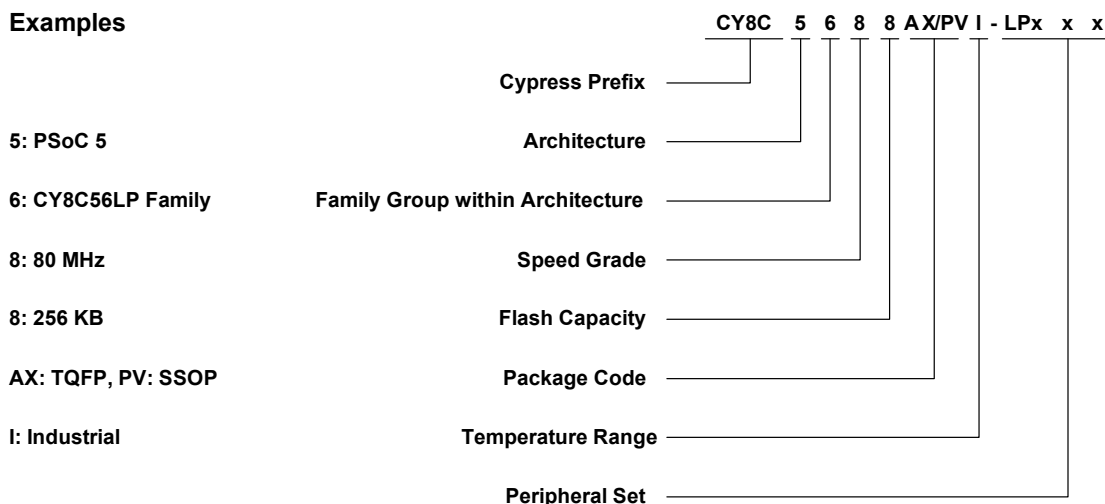 Examples CY8C 5 6 8 8 AX/PV I - LPx x x
Cypress Prefix
5: PSoC 5 Architecture
6: CY8C56LP Family Family Group within Architecture
8: 80 MHz Speed Grade
8: 256 KB Flash Capacity
AX: TQFP, PV: SSOP Package Code
I: Industrial Temperature Range
Peripheral Set